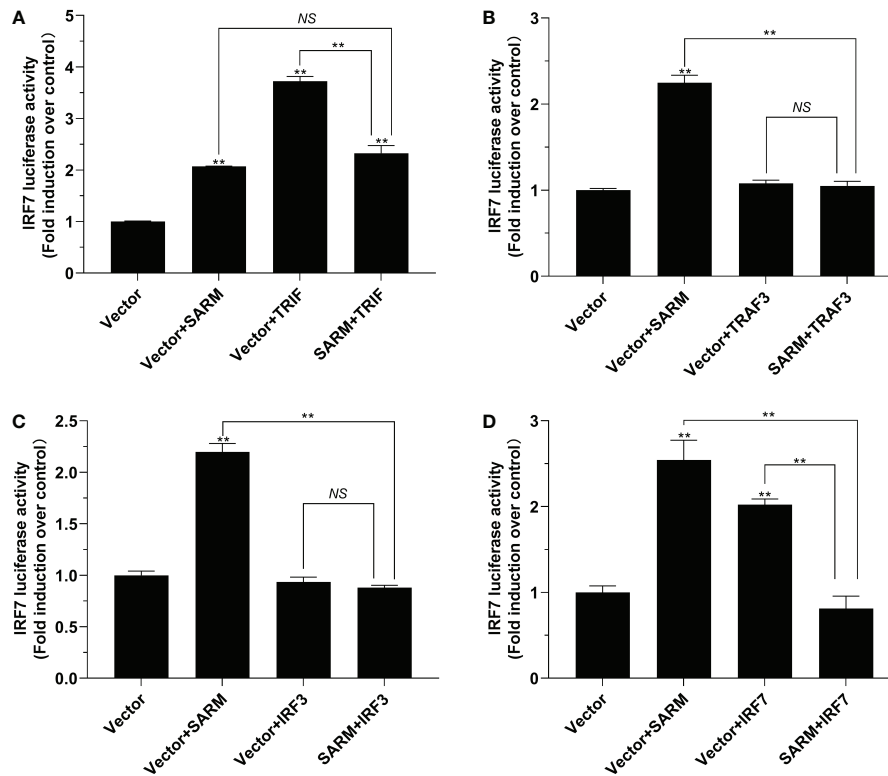 A
IRF7 luciferase activity
(Fold induction over control)
5
4
3
2
1
0
NS
**
**
**
**
Vector
Vector+SARM
Vector+TRIF
SARM+TRIF
B
IRF7 luciferase activity
(Fold induction over control)
3
2
1
0
**
**
NS
Vector
Vector+SARM
Vector+TRAF3
SARM+TRAF3
C
IRF7 luciferase activity
(Fold induction over control)
2.5
2.0
1.5
1.0
0.5
0.0
**
**
NS
Vector
Vector+SARM
Vector+IRF3
SARM+IRF3
D
IRF7 luciferase activity
(Fold induction over control)
3
2
1
0
**
**
**
**
Vector
Vector+SARM
Vector+IRF7
SARM+IRF7